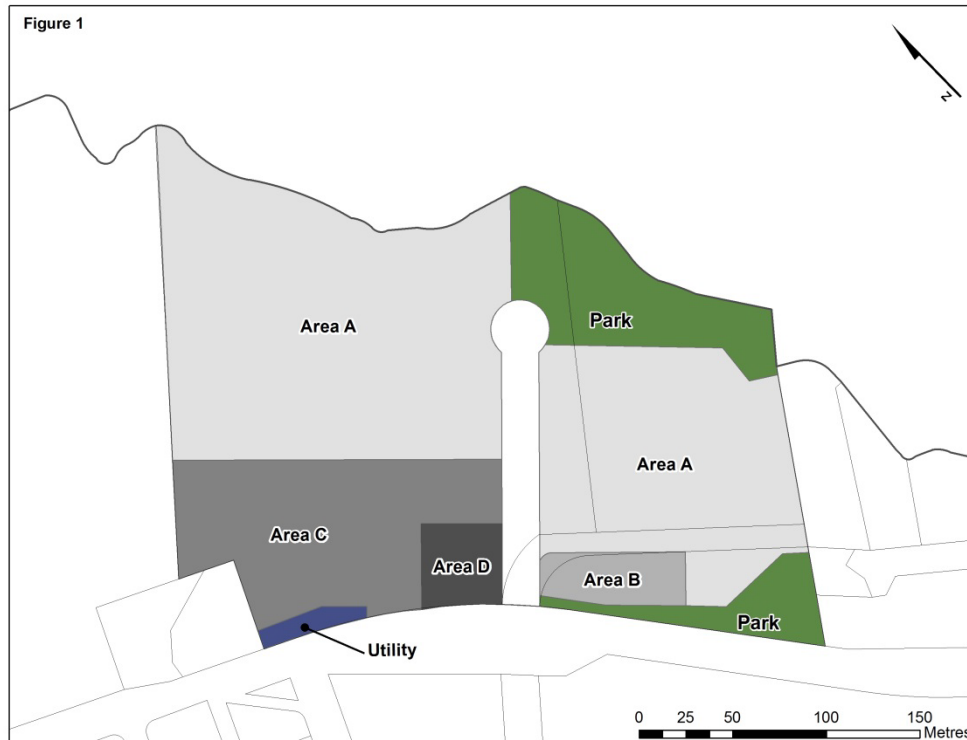 Figure 1
N
Area A
Park
Area A
Area C
Area D
Area B
Park
Utility
0 25 50 100 150
Metres